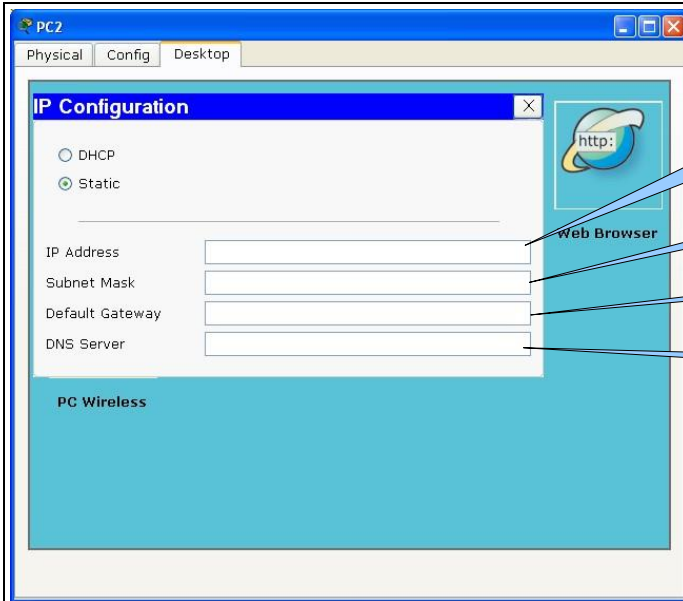 PC2
Physical Config Desktop
IP Configuration
X
http:
DHCP
Static
Web Browser
IP Address
Subnet Mask
Default Gateway
DNS Server
PC Wireless